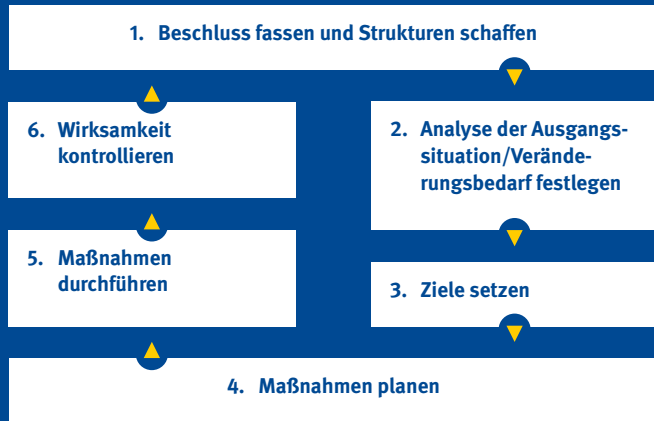 1. Beschluss fassen und Strukturen schaffen
6. Wirksamkeit
kontrollieren
2. Analyse der Ausgangs-
situation/Verände-
rungsbedarf festlegen
5. Maßnahmen
durchführen
3. Ziele setzen
4. Maßnahmen planen